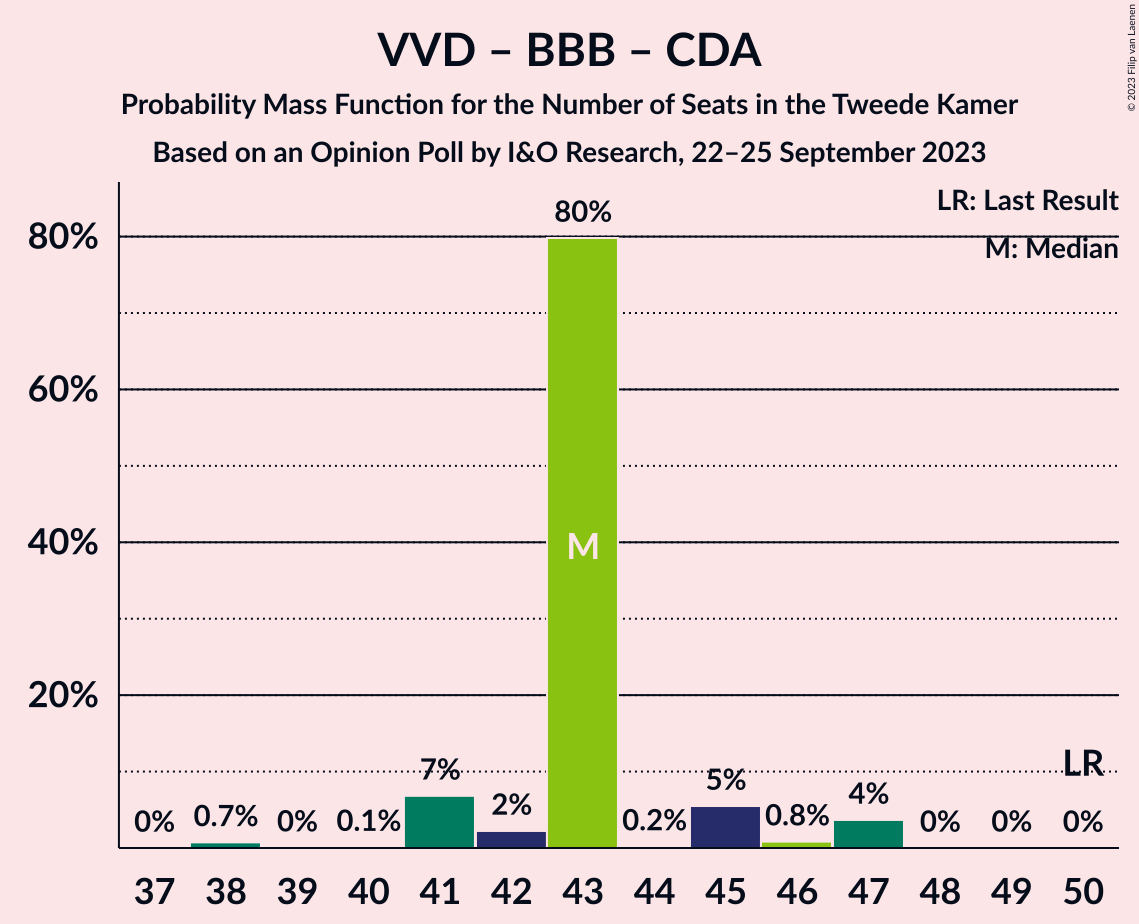 VVD – BBB – CDA
Probability Mass Function for the Number of Seats in the Tweede Kamer
Based on an Opinion Poll by I&O Research, 22–25 September 2023
© 2023 Filip van Laenen
LR: Last Result
M: Median
80%
60%
40%
20%
0%
0.7%
0%
0.1%
7%
2%
80%
M
0.2%
5%
0.8%
4%
0%
0%
LR
0%
37 38 39 40 41 42 43 44 45 46 47 48 49 50